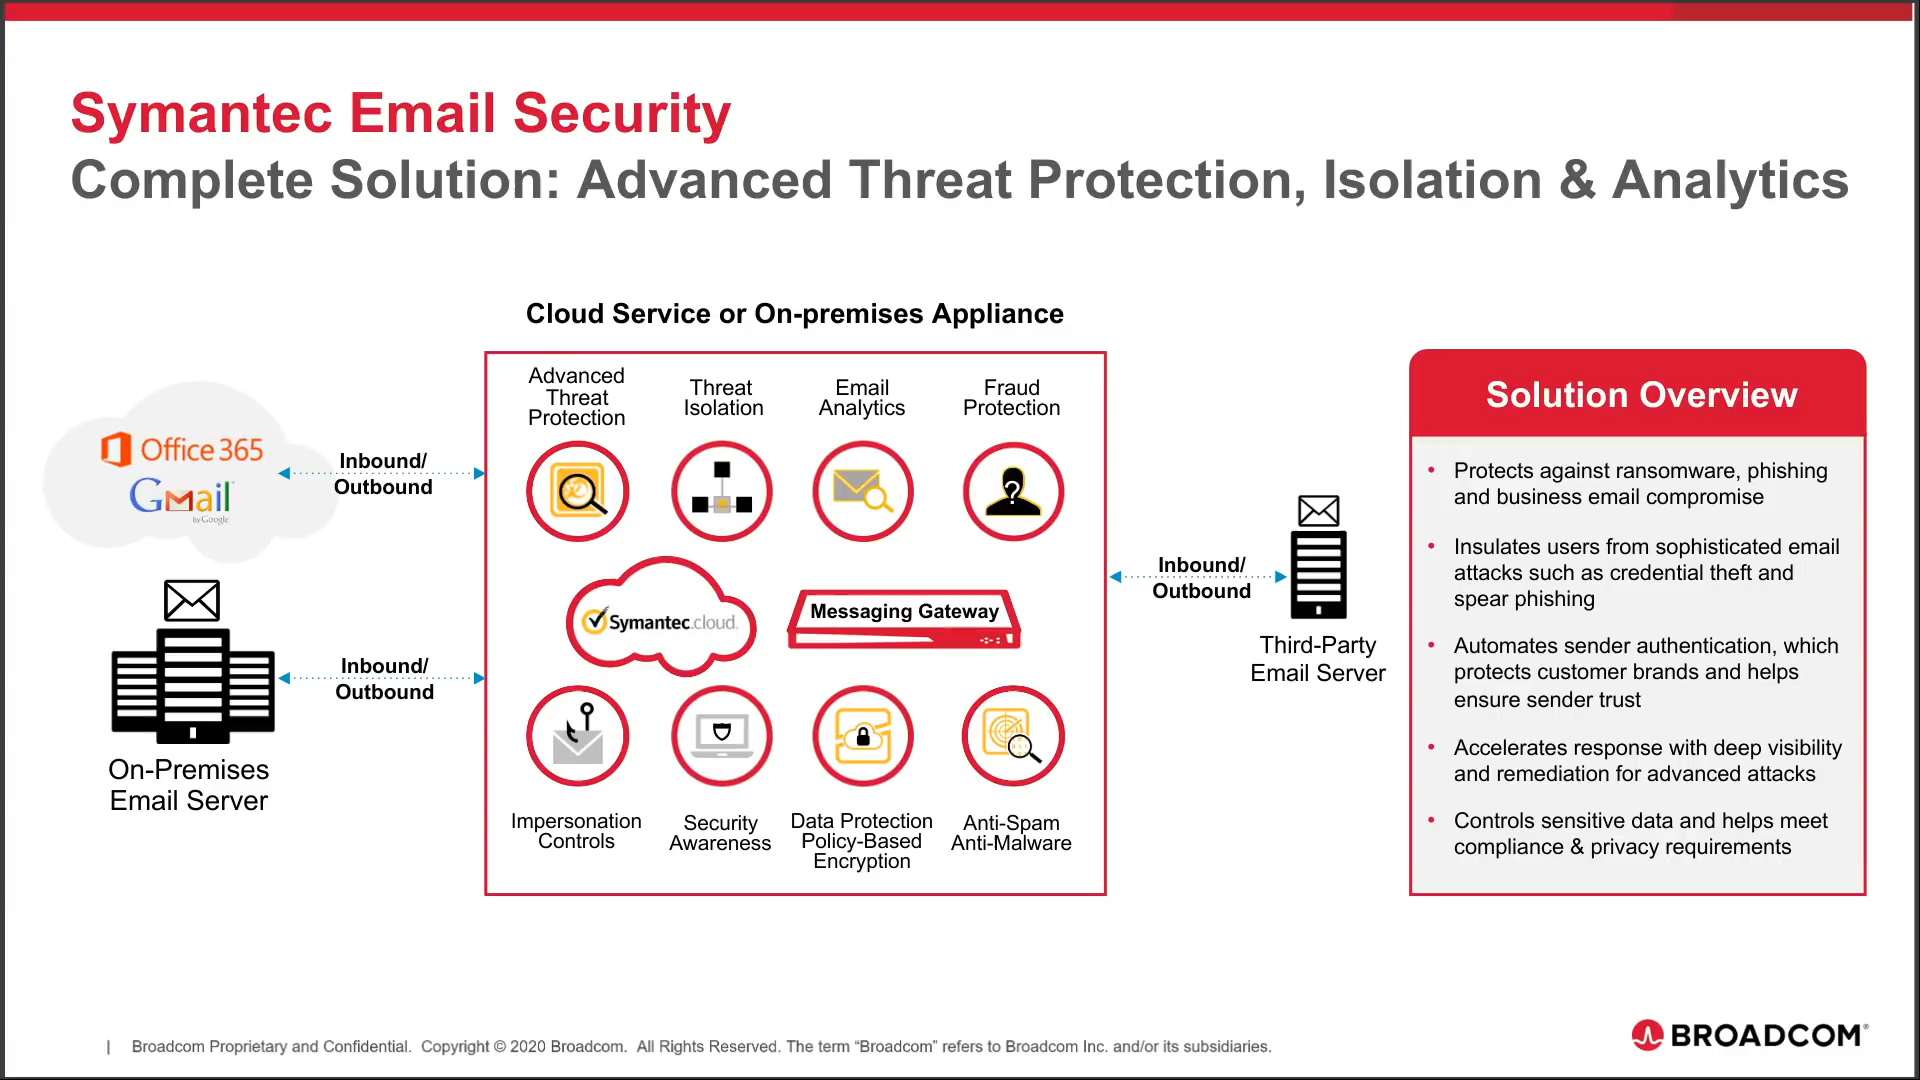 Symantec Email Security
Complete Solution: Advanced Threat Protection, Isolation & Analytics
Cloud Service or On-premises Appliance
Office 365
Gmail
by Google
Inbound/
Outbound
On-Premises
Email Server
Inbound/
Outbound
Advanced
Threat
Protection
Threat
Isolation
Email
Analytics
Fraud
Protection
?
Symantec.cloud
Messaging Gateway
Impersonation
Controls
Security
Awareness
Data Protection
Policy-Based
Encryption
Anti-Spam
Anti-Malware
Inbound/
Outbound
Third-Party
Email Server
Solution Overview
• Protects against ransomware, phishing
and business email compromise
• Insulates users from sophisticated email
attacks such as credential theft and
spear phishing
• Automates sender authentication, which
protects customer brands and helps
ensure sender trust
• Accelerates response with deep visibility
and remediation for advanced attacks
• Controls sensitive data and helps meet
compliance & privacy requirements
| Broadcom Proprietary and Confidential. Copyright © 2020 Broadcom. All Rights Reserved. The term “Broadcom” refers to Broadcom Inc. and/or its subsidiaries.
BROADCOM®